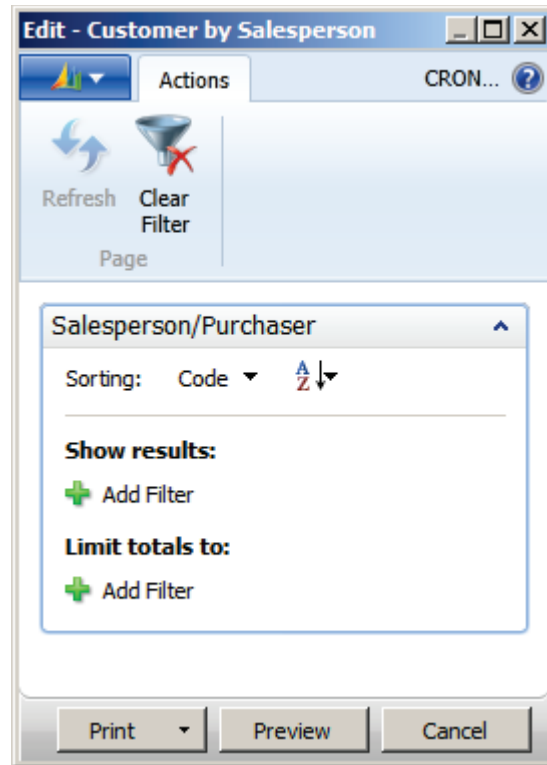 Edit - Customer by Salesperson
Actions
CRON...
Refresh
Clear
Filter
Page
Salesperson/Purchaser
Sorting: Code
A
Z
Show results:
Add Filter
Limit totals to:
Add Filter
Print
Preview
Cancel